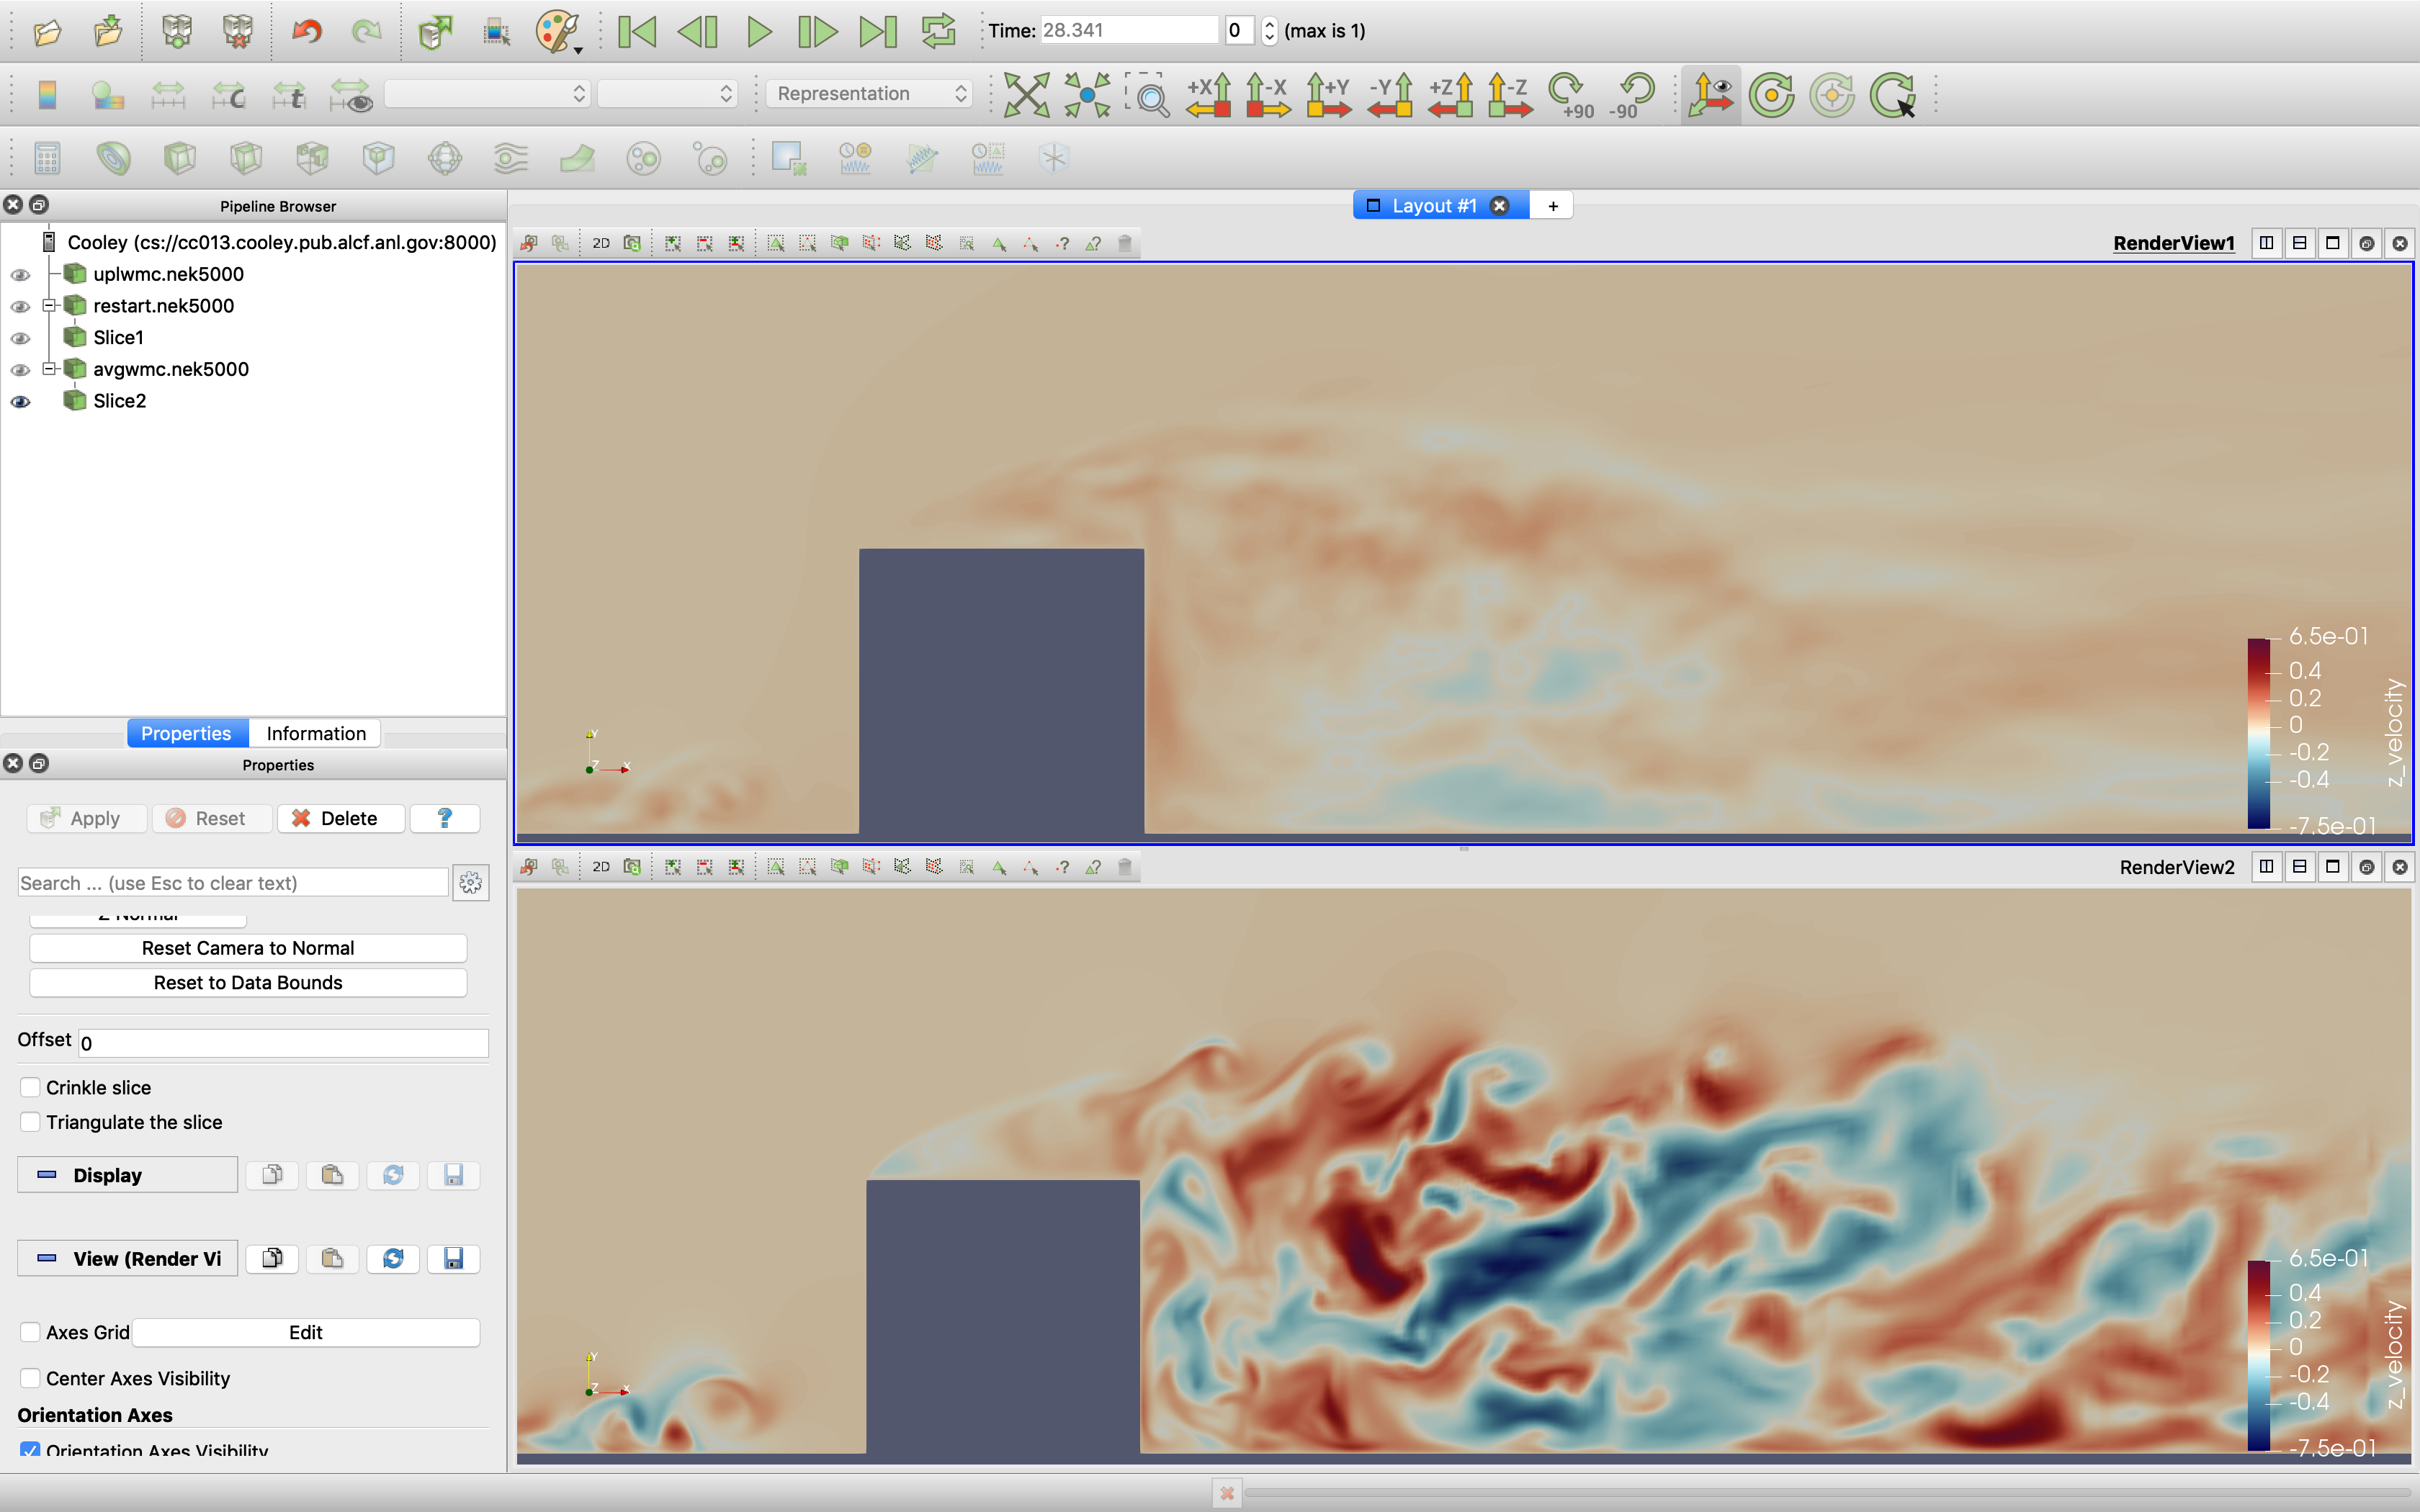 Time: 28.341 0 (max is 1)
C t
Representation
+X -X +Y -Y +Z -Z +90 -90
Pipeline Browser
Cooley (cs://cc013.cooley.pub.alcf.anl.gov:8000)
uplwmc.nek5000
restart.nek5000
Slice1
avgwmc.nek5000
Slice2
Properties Information
Properties
Apply Reset Delete ?
Search ... (use Esc to clear text)
Z Normal
Reset Camera to Normal
Reset to Data Bounds
Offset 0
Crinkle slice
Triangulate the slice
Display
View (Render Vi
Axes Grid Edit
Center Axes Visibility
Orientation Axes
Orientation Axes Visibility
Layout #1 +
2D ? ? RenderView1
6.5e-01
0.4
0.2
0
-0.2
-0.4
-7.5e-01
z_velocity
Y
Z X
2D ? ? RenderView2
6.5e-01
0.4
0.2
0
-0.2
-0.4
-7.5e-01
z_velocity
Y
Z X